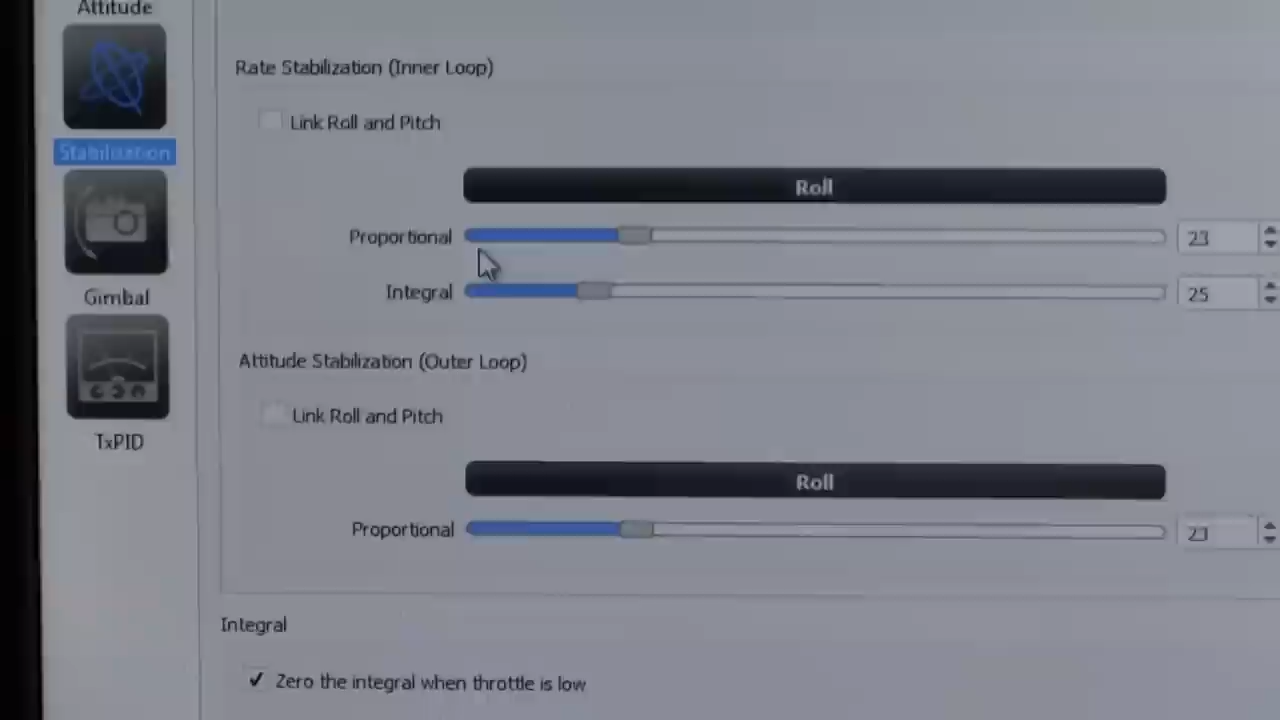 Attitude
Rate Stabilization (Inner Loop)
Link Roll and Pitch
Stabilization
Roll
Proportional
23
Integral
25
Gimbal
Attitude Stabilization (Outer Loop)
Link Roll and Pitch
TxPID
Roll
Proportional
23
Integral
Zero the integral when throttle is low